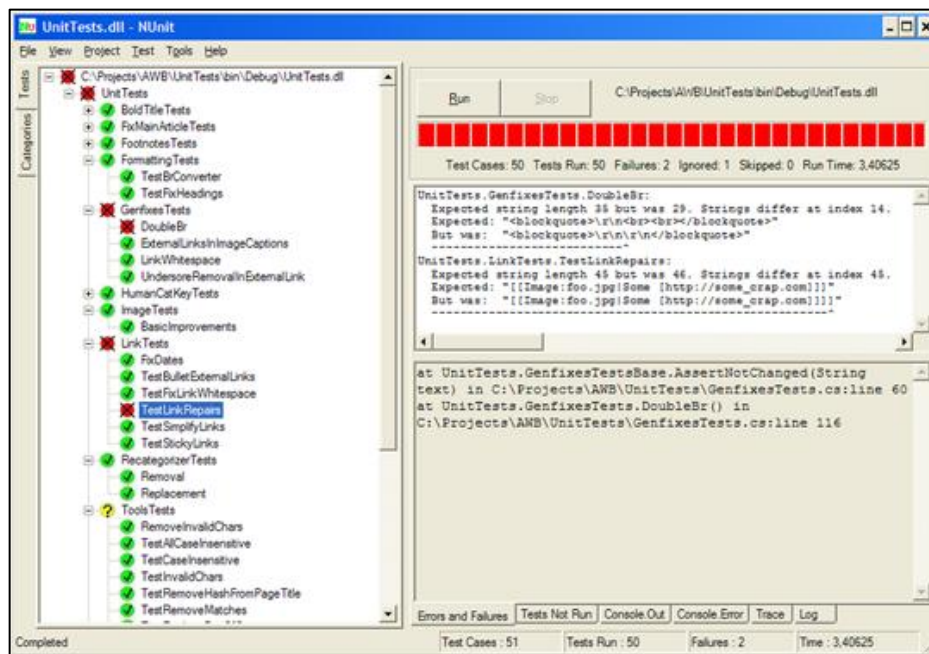 UnitTests.dll - NUnit
File View Project Test Tools Help
Tests
Categories
C:\Projects\AWB\UnitTests\bin\Debug\UnitTests.dll
UnitTests
BoldTitleTests
FixMainArticleTests
FootnotesTests
FormattingTests
TestBrConverter
TestFixHeadings
GenfixesTests
DoubleBr
ExternalLinksInImageCaptions
LinkWhitespace
UndersoreRemovalInExternalLink
HumanCatKeyTests
ImageTests
BasicImprovements
LinkTests
FixDates
TestBulletExternalLinks
TestFixLinkWhitespace
TestLinkRepairs
TestSimplifyLinks
TestStickyLinks
RecategorizerTests
Removal
Replacement
ToolsTests
RemoveInvalidChars
TestAllCaseInsensitive
TestCaseInsensitive
TestInvalidChars
TestRemoveHashFromPageTitle
TestRemoveMatches
Run Stop C:\Projects\AWB\UnitTests\bin\Debug\UnitTests.dll
Test Cases: 50 Tests Run: 50 Failures: 2 Ignored: 1 Skipped: 0 Run Time: 3,40625
UnitTests.GenfixesTests.DoubleBr:
Expected string length 35 but was 29. Strings differ at index 14.
Expected: "<blockquote>\r\n<br><br></blockquote>"
But was: "<blockquote>\r\n\r\n</blockquote>"
----------------------------^
UnitTests.LinkTests.TestLinkRepairs:
Expected string length 45 but was 46. Strings differ at index 45.
Expected: "[[Image:foo.jpg|Some [http://some_crap.com]]]"
But was: "[[Image:foo.jpg|Some [http://some_crap.com]]]]"
-----------------------------------------------------------^
at UnitTests.GenfixesTestsBase.AssertNotChanged(String
text) in C:\Projects\AWB\UnitTests\GenfixesTests.cs:line 60
at UnitTests.GenfixesTests.DoubleBr() in
C:\Projects\AWB\UnitTests\GenfixesTests.cs:line 116
Errors and Failures Tests Not Run Console.Out Console.Error Trace Log
Completed Test Cases : 51 Tests Run : 50 Failures : 2 Time : 3,40625